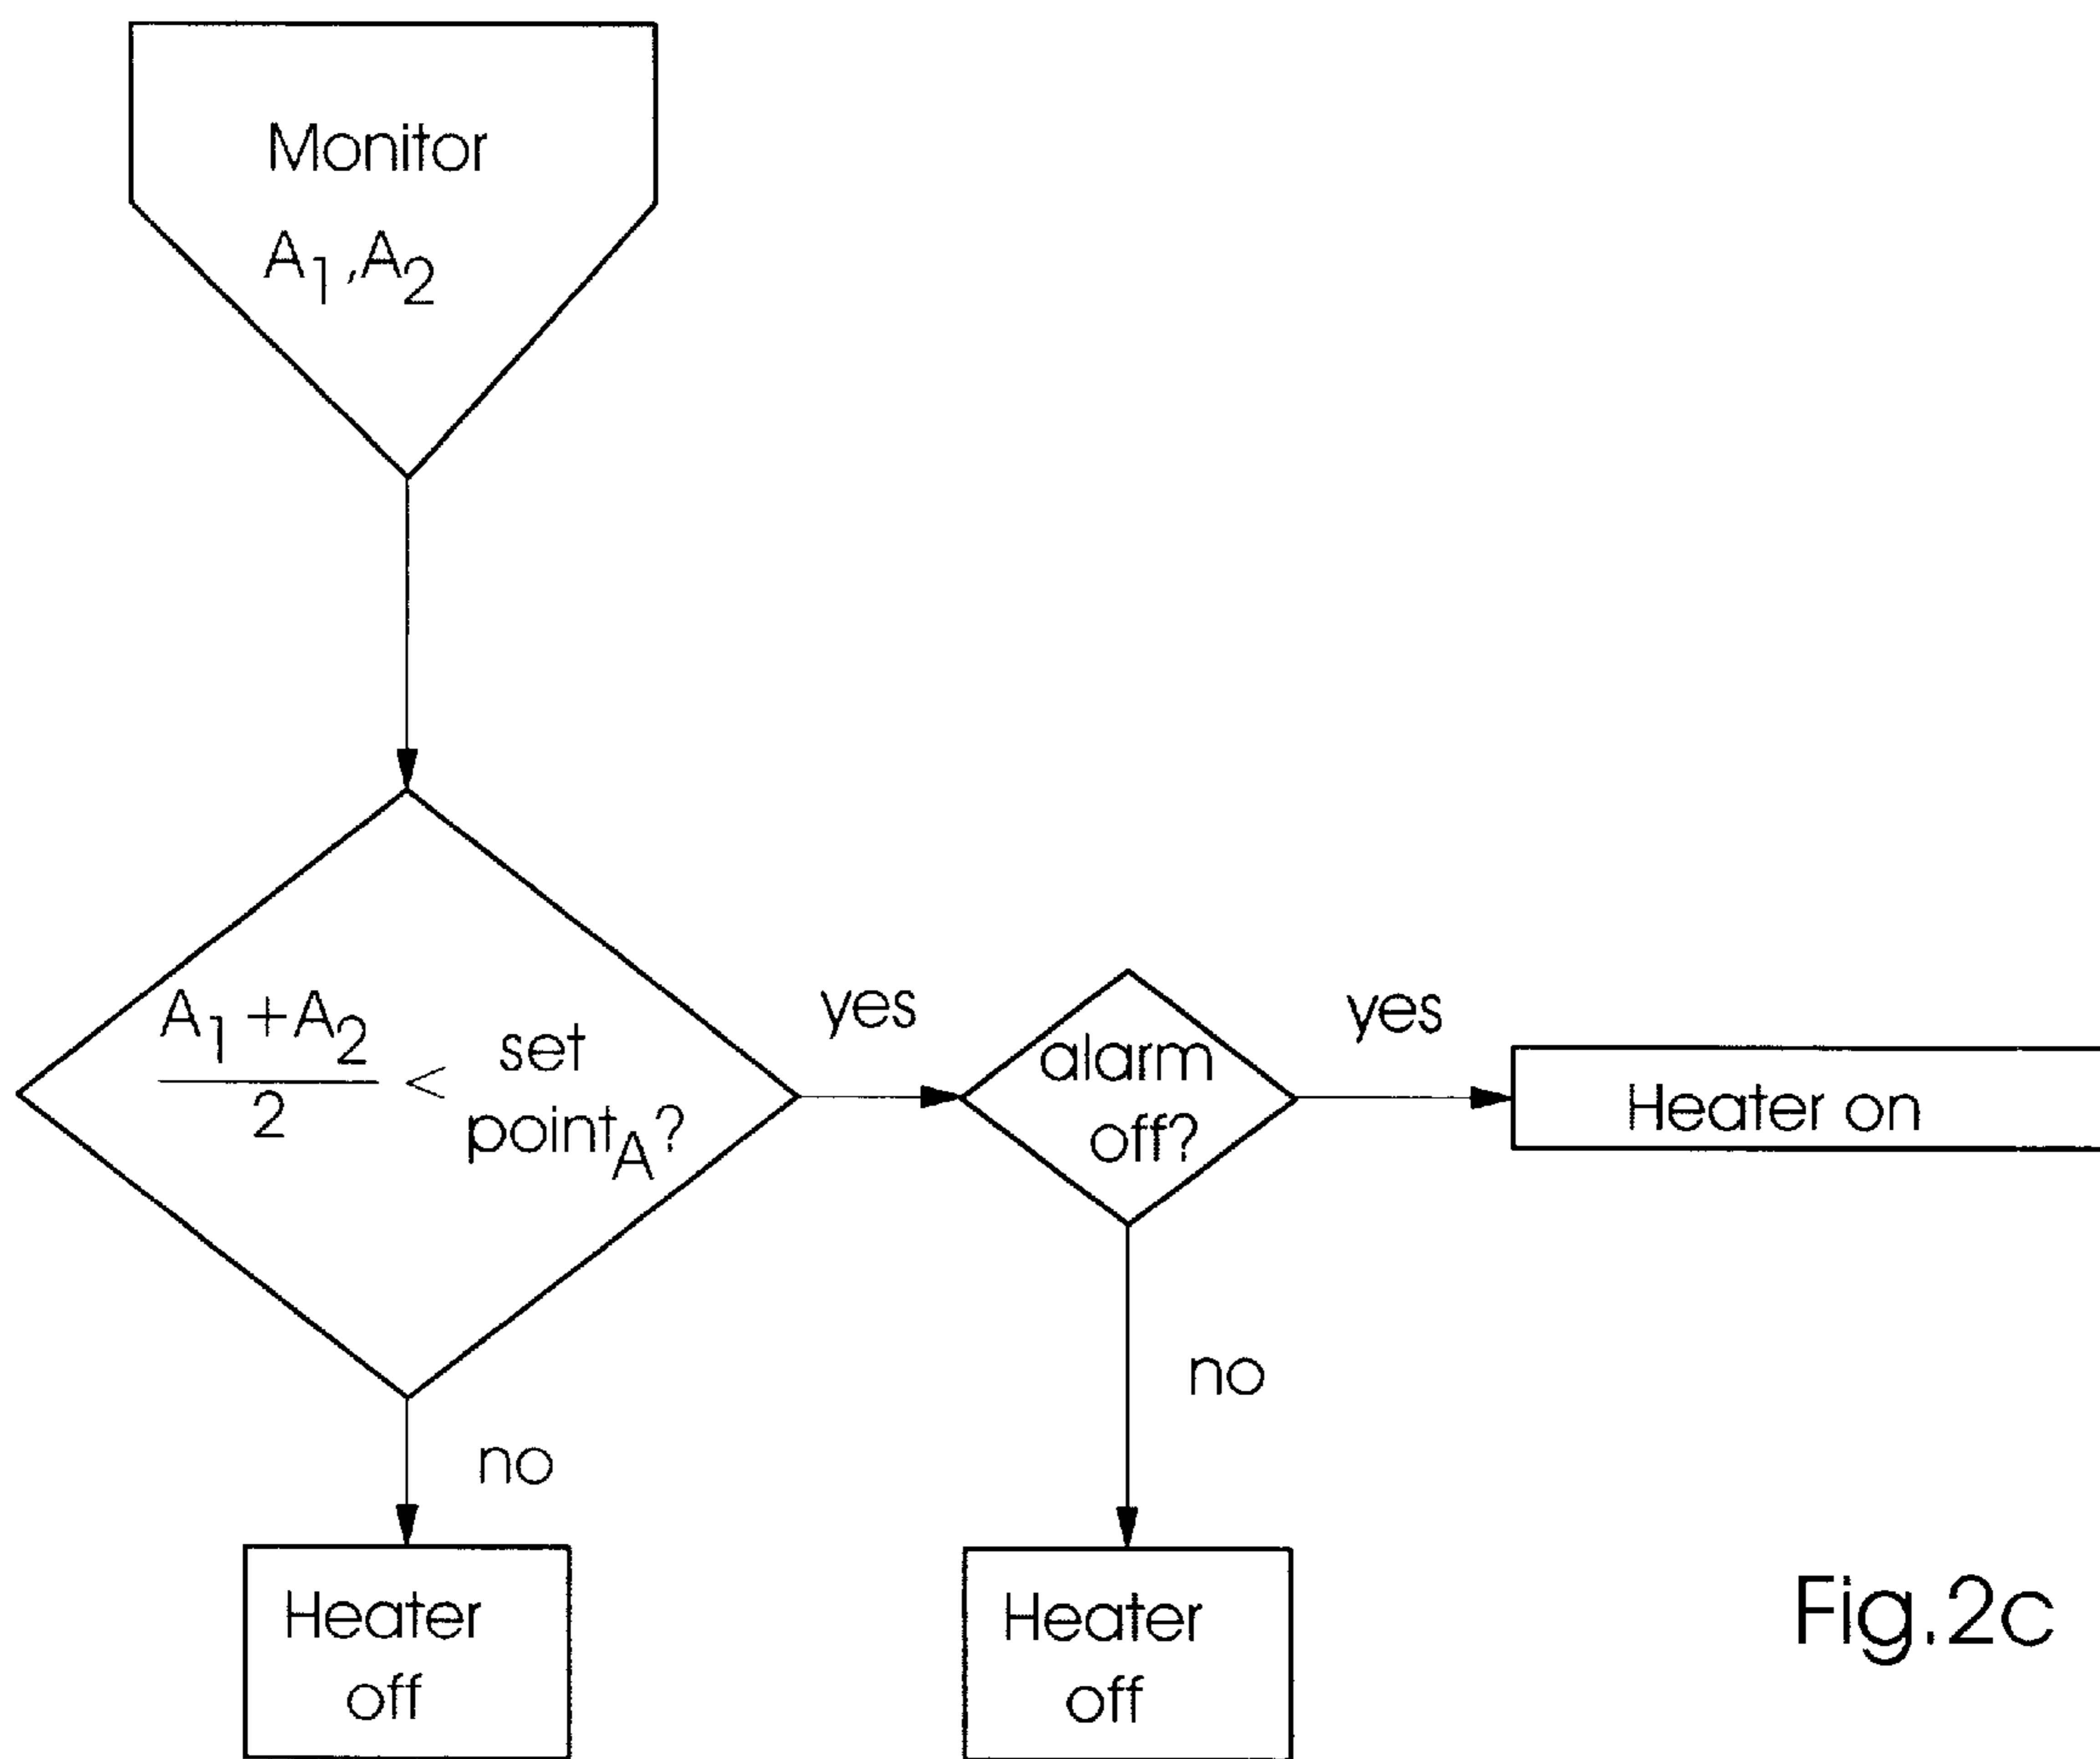 Monitor
A₁,A₂
A₁ +A₂
2
<
set
point_A?
yes
alarm
off?
yes
Heater on
no
no
Heater
off
Heater
off
Fig.2c